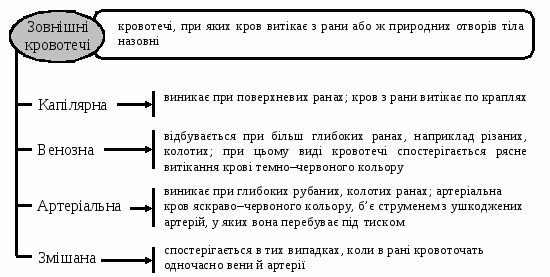 Зовнішні
кровотечі
кровотечі, при яких кров витікає з рани або ж природних отворів тіла
назовні
Капілярна
виникає при поверхневих ранах; кров з рани витікає по краплях
Венозна
відбувається при більш глибоких ранах, наприклад різаних,
колотих; при цьому виді кровотечі спостерігається рясне
витікання крові темно–червоного кольору
Артеріальна
виникає при глибоких рубаних, колотих ранах; артеріальна
кров яскраво–червоного кольору, б’є струменем з ушкоджених
артерій, у яких вона перебуває під тиском
Змішана
спостерігається в тих випадках, коли в рані кровоточать
одночасно вени й артерії